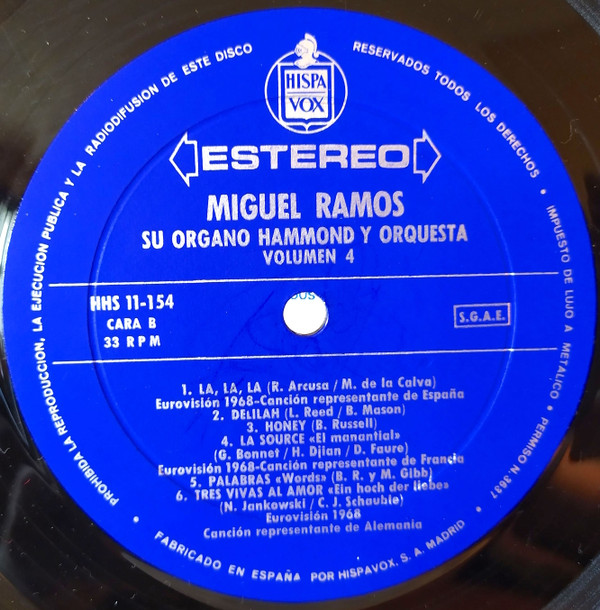 PROHIBIDA LA REPRODUCCION, LA EJECUCION PUBLICA Y LA RADIODIFUSION DE ESTE DISCO
RESERVADOS TODOS LOS DERECHOS • IMPUESTO DE LUJO A METALICO • PERMISO N. 3637 •
HISPA
VOX
ESTEREO
MIGUEL RAMOS
SU ORGANO HAMMOND Y ORQUESTA
VOLUMEN 4
HHS 11-154
CARA B
33 RPM
S.G.A.E.
1. LA, LA, LA (R. Arcusa / M. de la Calva)
Eurovisión 1968-Canción representante de España
2. DELILAH (L. Reed / B. Mason)
3. HONEY (B. Russell)
4. LA SOURCE «El manantial»
(G. Bonnet / H. Djian / D. Faure)
Eurovisión 1968-Canción representante de Francia
5. PALABRAS «Words» (B. R. y M. Gibb)
6. TRES VIVAS AL AMOR «Ein hoch der liebe»
(N. Jankowski / C. J. Schauble)
Eurovisión 1968
Canción representante de Alemania
• FABRICADO EN ESPAÑA POR HISPAVOX. S. A. MADRID •